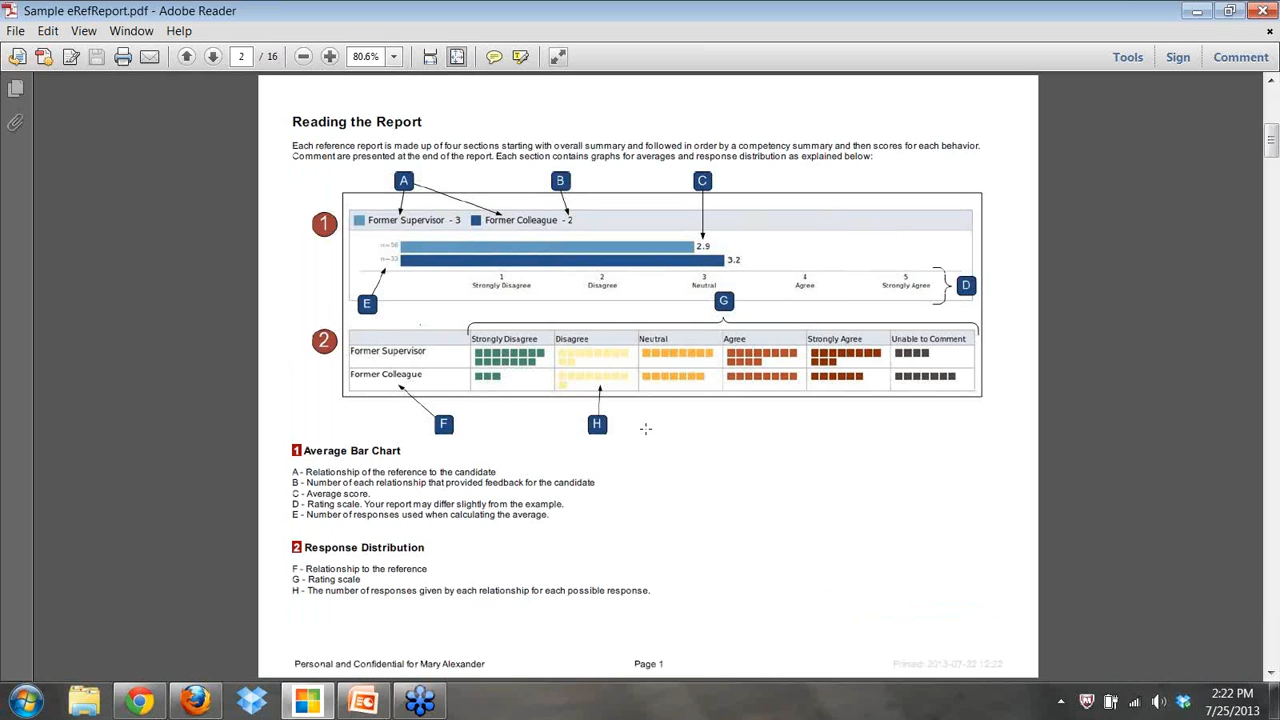 Sample eRefReport.pdf - Adobe Reader
File Edit View Window Help
2 / 16 80.6% Tools Sign Comment
Reading the Report
Each reference report is made up of four sections starting with overall summary and followed in order by a competency summary and then scores for each behavior.
Comment are presented at the end of the report. Each section contains graphs for averages and response distribution as explained below:
A B C
1 Former Supervisor - 3 Former Colleague - 2
2.9
3.2
1 2 3 4 5
Strongly Disagree Disagree Neutral Agree Strongly Agree
D
E G
2 Strongly Disagree Disagree Neutral Agree Strongly Agree Unable to Comment
Former Supervisor
Former Colleague
F H
1 Average Bar Chart
A - Relationship of the reference to the candidate
B - Number of each relationship that provided feedback for the candidate
C - Average score.
D - Rating scale. Your report may differ slightly from the example.
E - Number of responses used when calculating the average.
2 Response Distribution
F - Relationship to the reference
G - Rating scale
H - The number of responses given by each relationship for each possible response.
Personal and Confidential for Mary Alexander Page 1 Printed: 2013-07-22 12:22
2:22 PM
7/25/2013